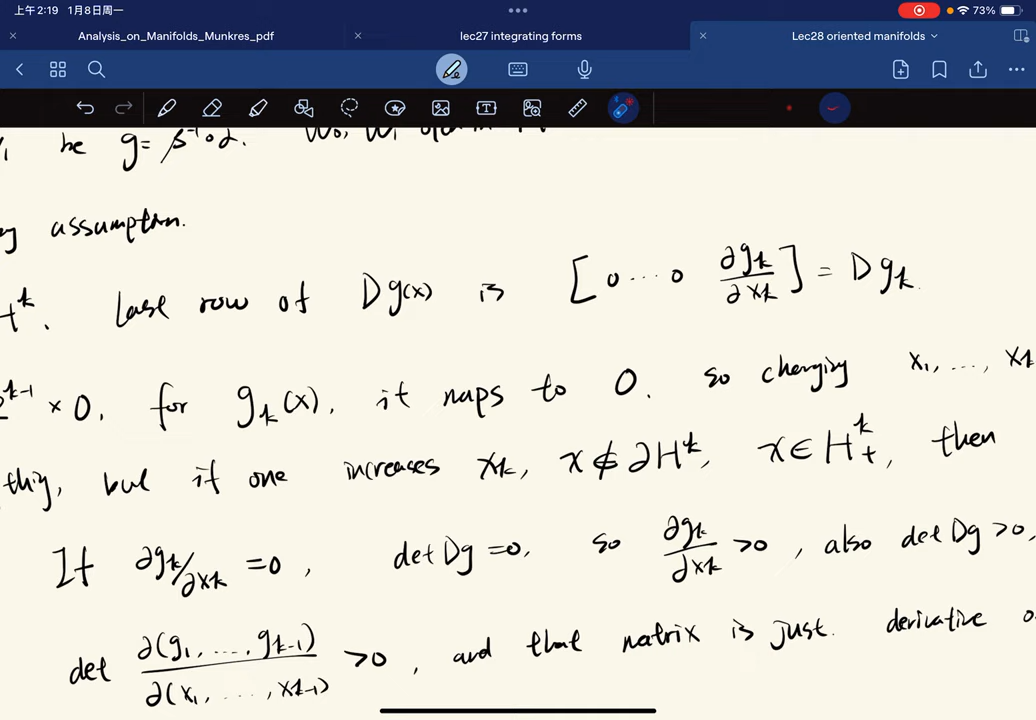 上午2:19 1月8日周一
73%
Analysis_on_Manifolds_Munkres_pdf
lec27 integrating forms
Lec28 oriented manifolds
be g = β⁻¹∘α. W₀, W₁
assumption.
Last row of Dg(x) is [0 ⋯ 0 ∂gk/∂xk] = Dgk.
k-1 × 0, for gk(x), it maps to 0. so changing x₁, …, xk
thing, but if one increases xk, x ∉ ∂Hᵏ, x ∈ Hᵏ₊, then
If ∂gk/∂xk = 0, det Dg = 0, so ∂gk/∂xk > 0, also det Dg > 0,
det ∂(g₁, …, gk-1)/∂(x₁, …, xk-1) > 0, and that matrix is just derivative